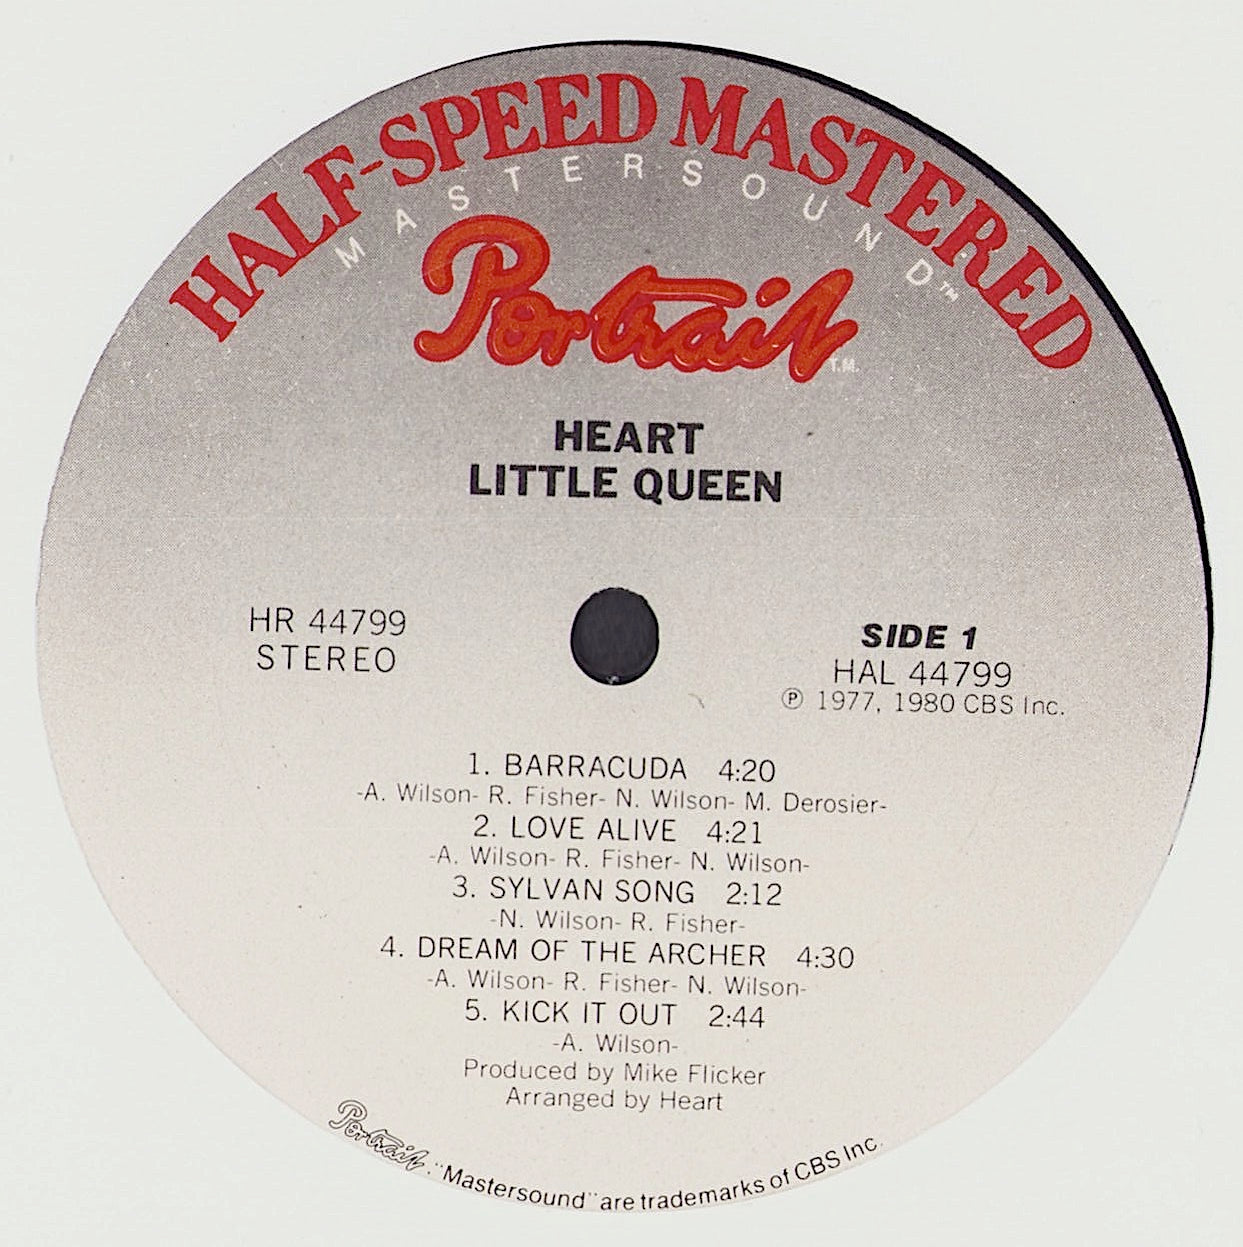 HALF-SPEED MASTERED
MASTERSOUND™
Portrait T.M.
HEART
LITTLE QUEEN
HR 44799
STEREO
SIDE 1
HAL 44799
℗ 1977, 1980 CBS Inc.
1. BARRACUDA 4:20
-A. Wilson- R. Fisher- N. Wilson- M. Derosier-
2. LOVE ALIVE 4:21
-A. Wilson- R. Fisher- N. Wilson-
3. SYLVAN SONG 2:12
-N. Wilson- R. Fisher-
4. DREAM OF THE ARCHER 4:30
-A. Wilson- R. Fisher- N. Wilson-
5. KICK IT OUT 2:44
-A. Wilson-
Produced by Mike Flicker
Arranged by Heart
Portrait, "Mastersound" are trademarks of CBS Inc.